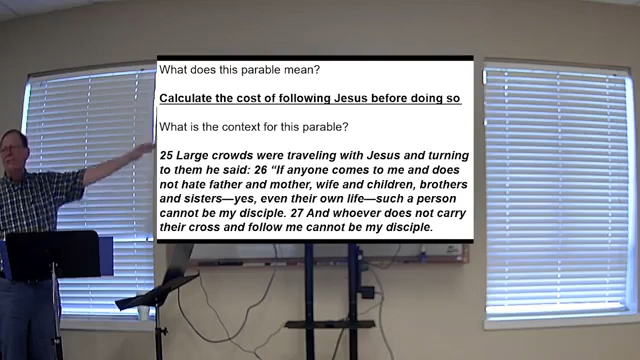 What does this parable mean?
Calculate the cost of following Jesus before doing so
What is the context for this parable?
25 Large crowds were traveling with Jesus and turning
to them he said: 26 “If anyone comes to me and does
not hate father and mother, wife and children, brothers
and sisters—yes, even their own life—such a person
cannot be my disciple. 27 And whoever does not carry
their cross and follow me cannot be my disciple.